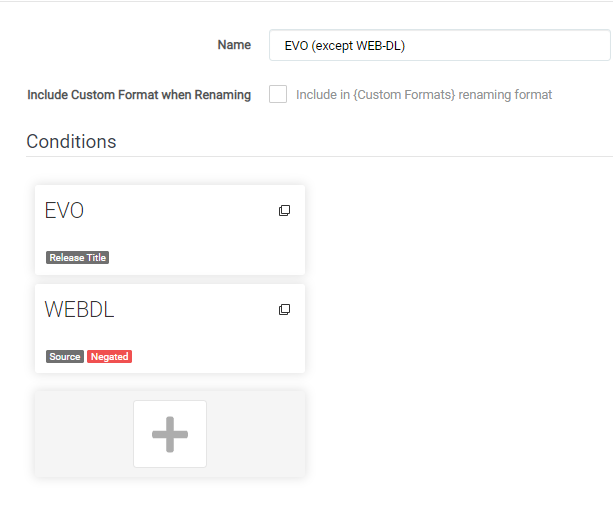 Name EVO (except WEB-DL)
Include Custom Format when Renaming Include in {Custom Formats} renaming format
Conditions
EVO
Release Title
WEBDL
Source Negated